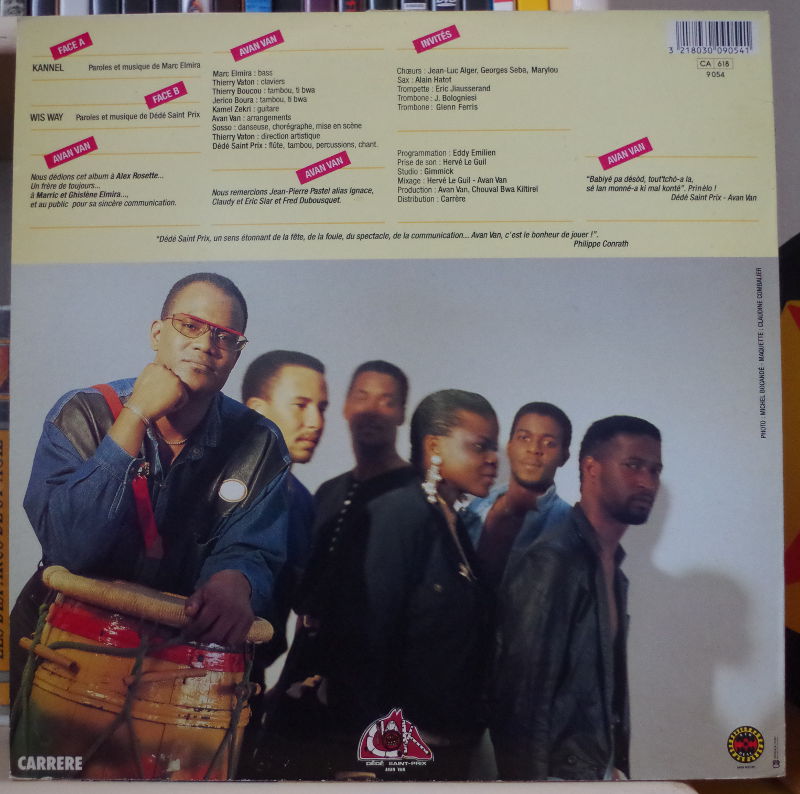 FACE A
KANNEL Paroles et musique de Marc Elmira
FACE B
WIS WAY Paroles et musique de Dédé Saint Prix
AVAN VAN
Nous dédions cet album à Alex Rosette...
Un frère de toujours...
à Marric et Ghislène Elmira...,
et au public pour sa sincère communication.
AVAN VAN
Marc Elmira : bass
Thierry Vaton : claviers
Thierry Boucou : tambou, ti bwa
Jerico Boura : tambou, ti bwa
Kamel Zekri : guitare
Avan Van : arrangements
Sosso : danseuse, chorégraphe, mise en scène
Thierry Vaton : direction artistique
Dédé Saint Prix : flûte, tambou, percussions, chant.
AVAN VAN
Nous remercions Jean-Pierre Pastel alias Ignace,
Claudy et Eric Siar et Fred Dubousquet.
INVITÉS
Chœurs : Jean-Luc Alger, Georges Seba, Marylou
Sax : Alain Hatot
Trompette : Eric Jiausserand
Trombone : J. Bolognesi
Trombone : Glenn Ferris
Programmation : Eddy Emilien
Prise de son : Hervé Le Guil
Studio : Gimmick
Mixage : Hervé Le Guil - Avan Van
Production : Avan Van, Chouval Bwa Kiltirel
Distribution : Carrère
3 218030 090541
CA 618
9054
AVAN VAN
"Babiyé pa désòd, tout'tchò-a la,
sé lan monné-a ki mal konté". Prinèlo !
Dédé Saint Prix - Avan Van
"Dédé Saint Prix, un sens étonnant de la fête, de la foule, du spectacle, de la communication... Avan Van, c'est le bonheur de jouer !".
Philippe Conrath
PHOTO : MICHEL BOCANDÉ - MAQUETTE : CLAUDINE COMBALIER
CARRERE
DÉDÉ SAINT-PRIX
AVAN VAN